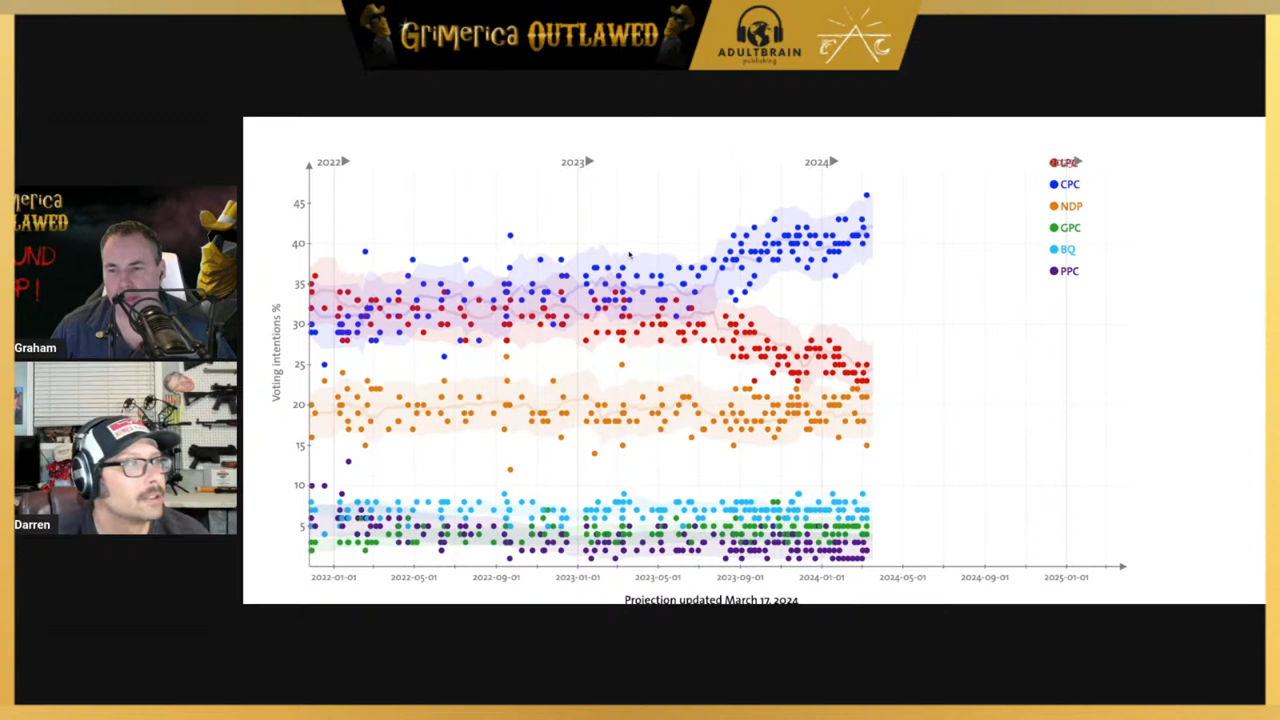 GRIMERICA OUTLAWED
ADULTBRAIN
publishing
merica
LAWED
UND
P!
Graham
Darren
2022
2023
2024
LPC
CPC
NDP
GPC
BQ
PPC
Voting intentions %
45
40
35
30
25
20
15
10
5
2022-01-01
2022-05-01
2022-09-01
2023-01-01
2023-05-01
2023-09-01
2024-01-01
2024-05-01
2024-09-01
2025-01-01
Projection updated March 17, 2024